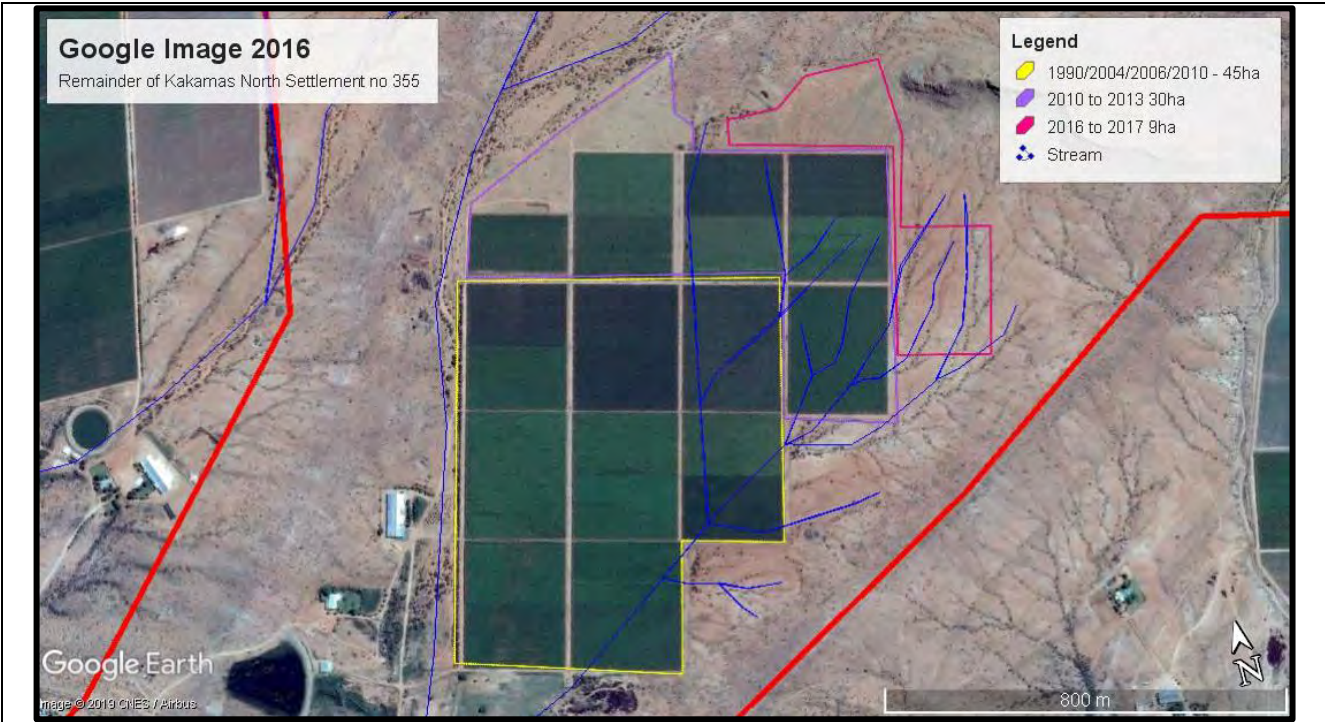 Google Image 2016
Remainder of Kakamas North Settlement no 355
Legend
1990/2004/2006/2010 - 45ha
2010 to 2013 30ha
2016 to 2017 9ha
Stream
Google Earth
Image © 2019 CNES / Airbus
800 m
N